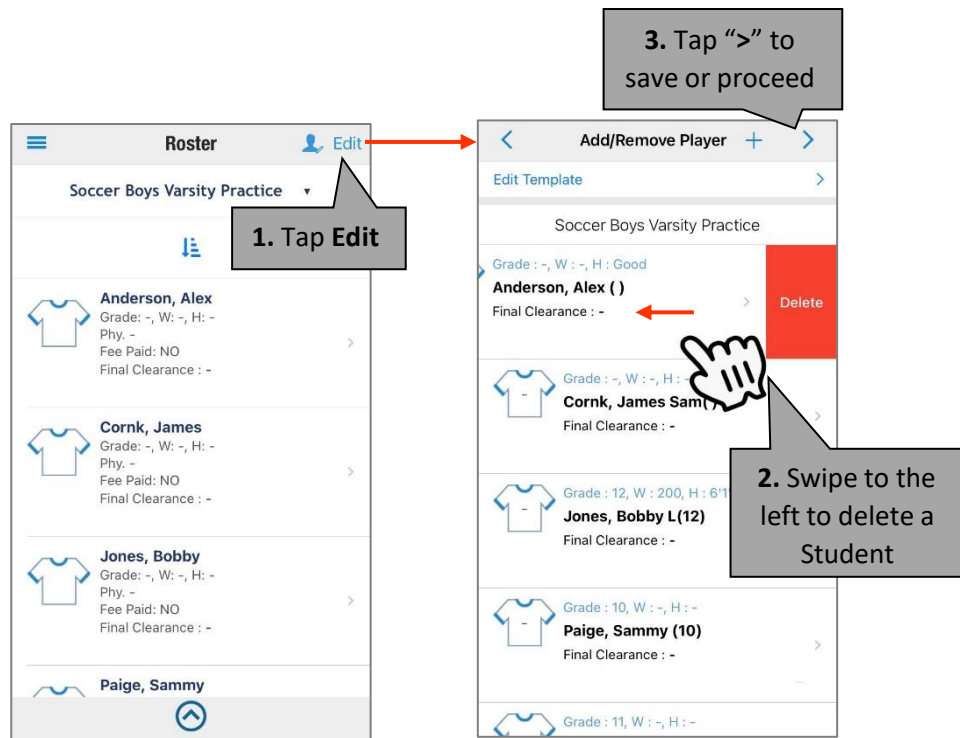 3. Tap “>” to
save or proceed
Roster
Edit
Soccer Boys Varsity Practice
1. Tap Edit
Anderson, Alex
Grade: -, W: -, H: -
Phy. -
Fee Paid: NO
Final Clearance : -
Cornk, James
Grade: -, W: -, H: -
Phy. -
Fee Paid: NO
Final Clearance : -
Jones, Bobby
Grade: -, W: -, H: -
Phy. -
Fee Paid: NO
Final Clearance : -
Paige, Sammy
Add/Remove Player
Edit Template
Soccer Boys Varsity Practice
Grade : -, W : -, H : Good
Anderson, Alex ( )
Final Clearance : -
Delete
-
Grade : -, W : -, H : -
Cornk, James Sam( )
Final Clearance : -
-
Grade : 12, W : 200, H : 6'1
Jones, Bobby L(12)
Final Clearance : -
2. Swipe to the
left to delete a
Student
-
Grade : 10, W : -, H : -
Paige, Sammy (10)
Final Clearance : -
Grade : 11, W : -, H : -